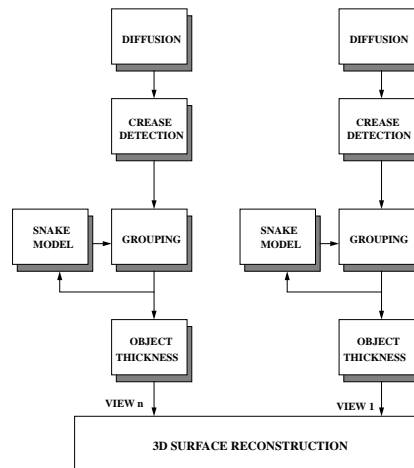 DIFFUSION
CREASE
DETECTION
SNAKE
MODEL
GROUPING
OBJECT
THICKNESS
VIEW n
DIFFUSION
CREASE
DETECTION
SNAKE
MODEL
GROUPING
OBJECT
THICKNESS
VIEW 1
3D SURFACE RECONSTRUCTION